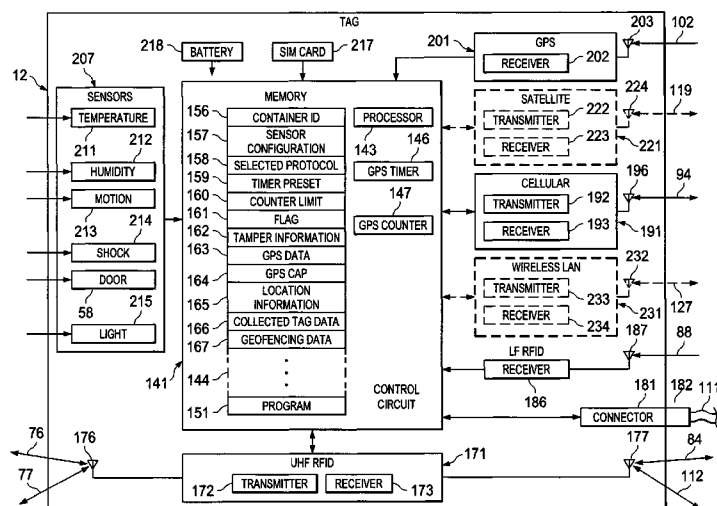 TAG
12
207
SENSORS
TEMPERATURE
211
212
HUMIDITY
MOTION
213
214
SHOCK
DOOR
58
215
LIGHT
218
BATTERY
SIM CARD
217
MEMORY
156
CONTAINER ID
157
SENSOR
CONFIGURATION
158
SELECTED PROTOCOL
159
TIMER PRESET
160
COUNTER LIMIT
161
FLAG
162
TAMPER INFORMATION
163
GPS DATA
164
GPS CAP
165
LOCATION
INFORMATION
166
COLLECTED TAG DATA
167
GEOFENCING DATA
144
141
151
PROGRAM
PROCESSOR
143
146
GPS TIMER
147
GPS COUNTER
CONTROL
CIRCUIT
201
GPS
RECEIVER
202
203
102
SATELLITE
TRANSMITTER
222
RECEIVER
223
224
119
221
CELLULAR
TRANSMITTER
192
RECEIVER
193
196
94
191
WIRELESS LAN
TRANSMITTER
233
RECEIVER
234
232
127
231
LF RFID
RECEIVER
186
187
88
181
182
111
CONNECTOR
76
77
176
UHF RFID
171
172
TRANSMITTER
RECEIVER
173
177
84
112